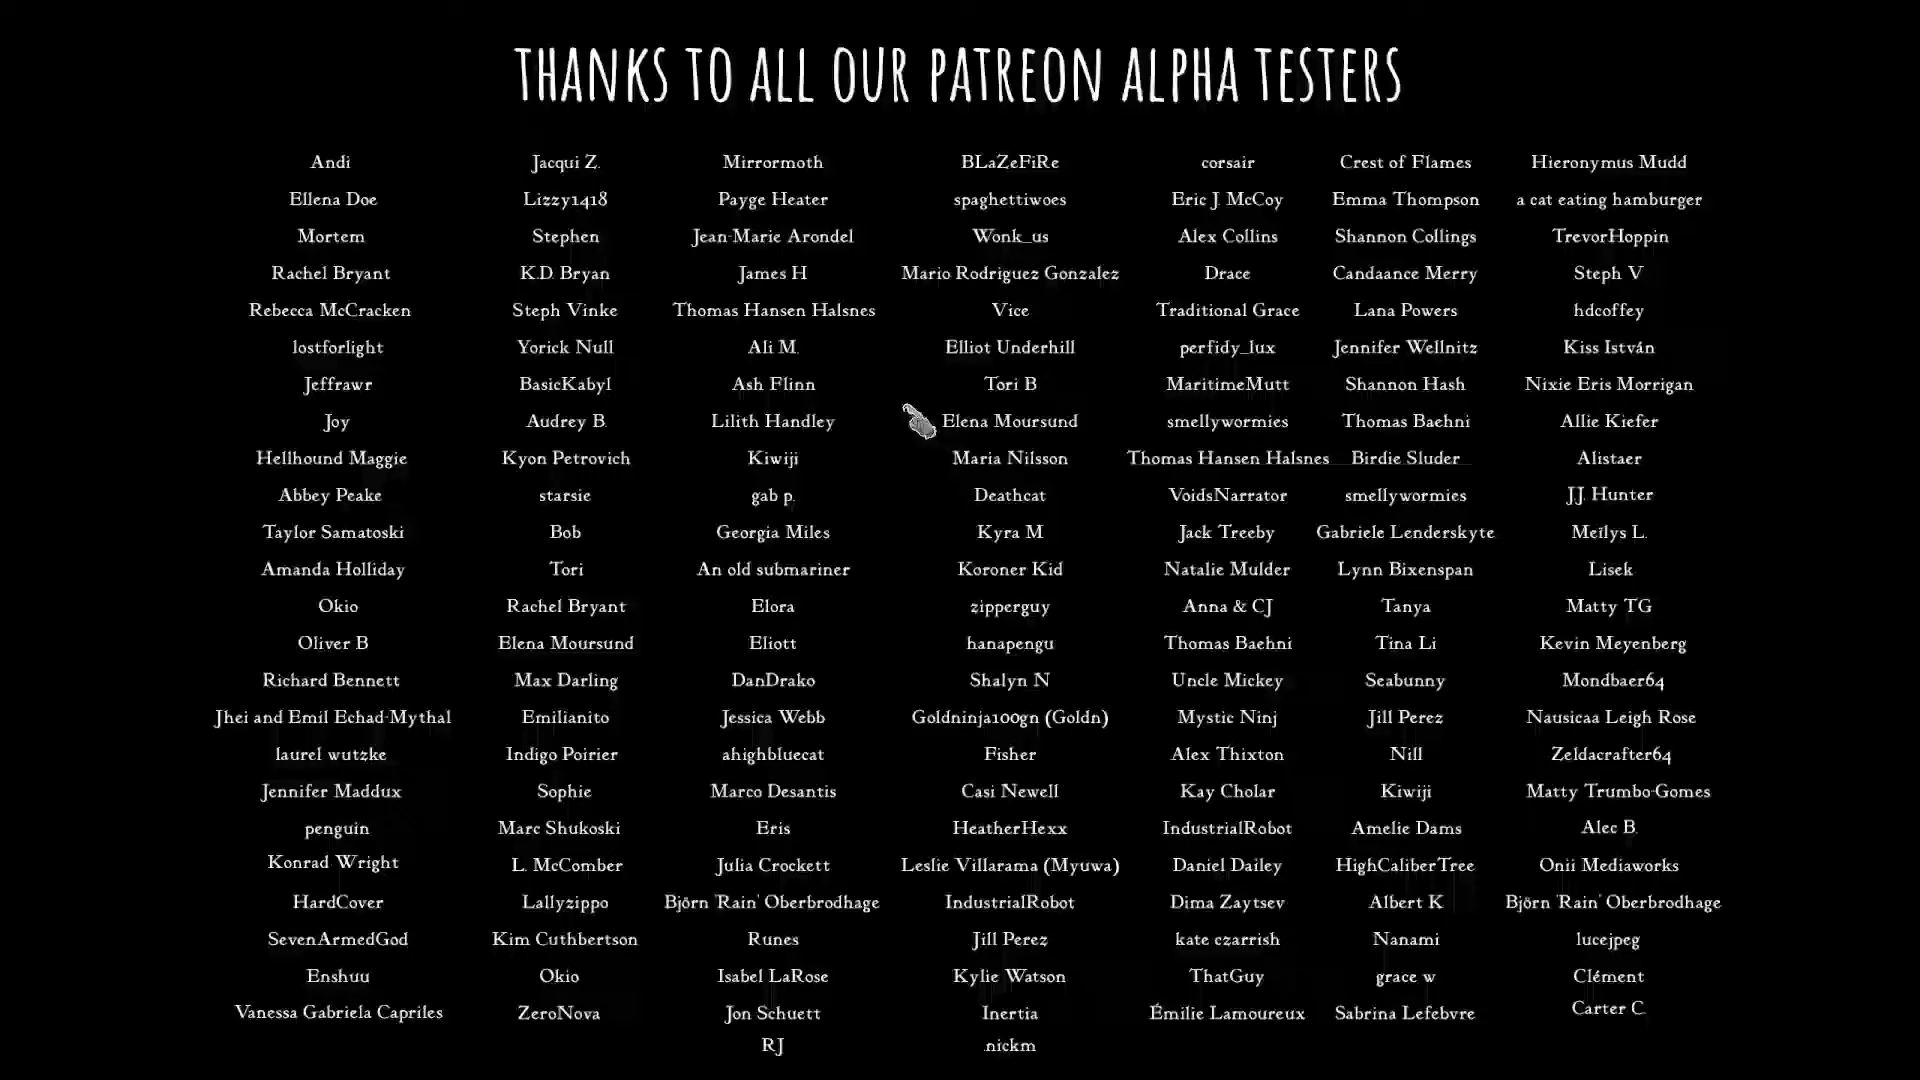 THANKS TO ALL OUR PATREON ALPHA TESTERS
Andi Jacqui Z. Mirrormoth BLaZeFiRe corsair Crest of Flames Hieronymus Mudd
Ellena Doe Lizzy1418 Payge Heater spaghettiwoes Eric J. McCoy Emma Thompson a cat eating hamburger
Mortem Stephen Jean-Marie Arondel Wonk_us Alex Collins Shannon Collings TrevorHoppin
Rachel Bryant K.D. Bryan James H Mario Rodriguez Gonzalez Drace Candaance Merry Steph V
Rebecca McCracken Steph Vinke Thomas Hansen Halsnes Vice Traditional Grace Lana Powers hdcoffey
lostforlight Yorick Null Ali M. Elliot Underhill perfidy_lux Jennifer Wellnitz Kiss István
Jeffrawr BasicKabyl Ash Flinn Tori B MaritimeMutt Shannon Hash Nixie Eris Morrigan
Joy Audrey B. Lilith Handley Elena Moursund smellywormies Thomas Baehni Allie Kiefer
Hellhound Maggie Kyon Petrovich Kiwiji Maria Nilsson Thomas Hansen Halsnes Birdie Sluder Alistaer
Abbey Peake starsie gab p. Deathcat VoidsNarrator smellywormies J.J. Hunter
Taylor Samatoski Bob Georgia Miles Kyra M Jack Treeby Gabriele Lenderskyte Meïlys L.
Amanda Holliday Tori An old submariner Koroner Kid Natalie Mulder Lynn Bixenspan Lisek
Okio Rachel Bryant Elora zipperguy Anna & CJ Tanya Matty TG
Oliver B Elena Moursund Eliott hanapengu Thomas Baehni Tina Li Kevin Meyenberg
Richard Bennett Max Darling DanDrako Shalyn N Uncle Mickey Seabunny Mondbaer64
Jhei and Emil Echad-Mythal Emilianito Jessica Webb Goldninja100gn (Goldn) Mystic Ninj Jill Perez Nausicaa Leigh Rose
laurel wutzke Indigo Poirier ahighbluecat Fisher Alex Thixton Nill Zeldacrafter64
Jennifer Maddux Sophie Marco Desantis Casi Newell Kay Cholar Kiwiji Matty Trumbo-Gomes
penguin Marc Shukoski Eris HeatherHexx IndustrialRobot Amelie Dams Alec B.
Konrad Wright L. McComber Julia Crockett Leslie Villarama (Myuwa) Daniel Dailey HighCaliberTree Onii Mediaworks
HardCover Lallyzippo Björn 'Rain' Oberbrodhage IndustrialRobot Dima Zaytsev Albert K Björn 'Rain' Oberbrodhage
SevenArmedGod Kim Cuthbertson Runes Jill Perez kate czarrish Nanami lucejpeg
Enshuu Okio Isabel LaRose Kylie Watson ThatGuy grace w Clément
Vanessa Gabriela Capriles ZeroNova Jon Schuett Inertia Émilie Lamoureux Sabrina Lefebvre Carter C.
RJ .nickm